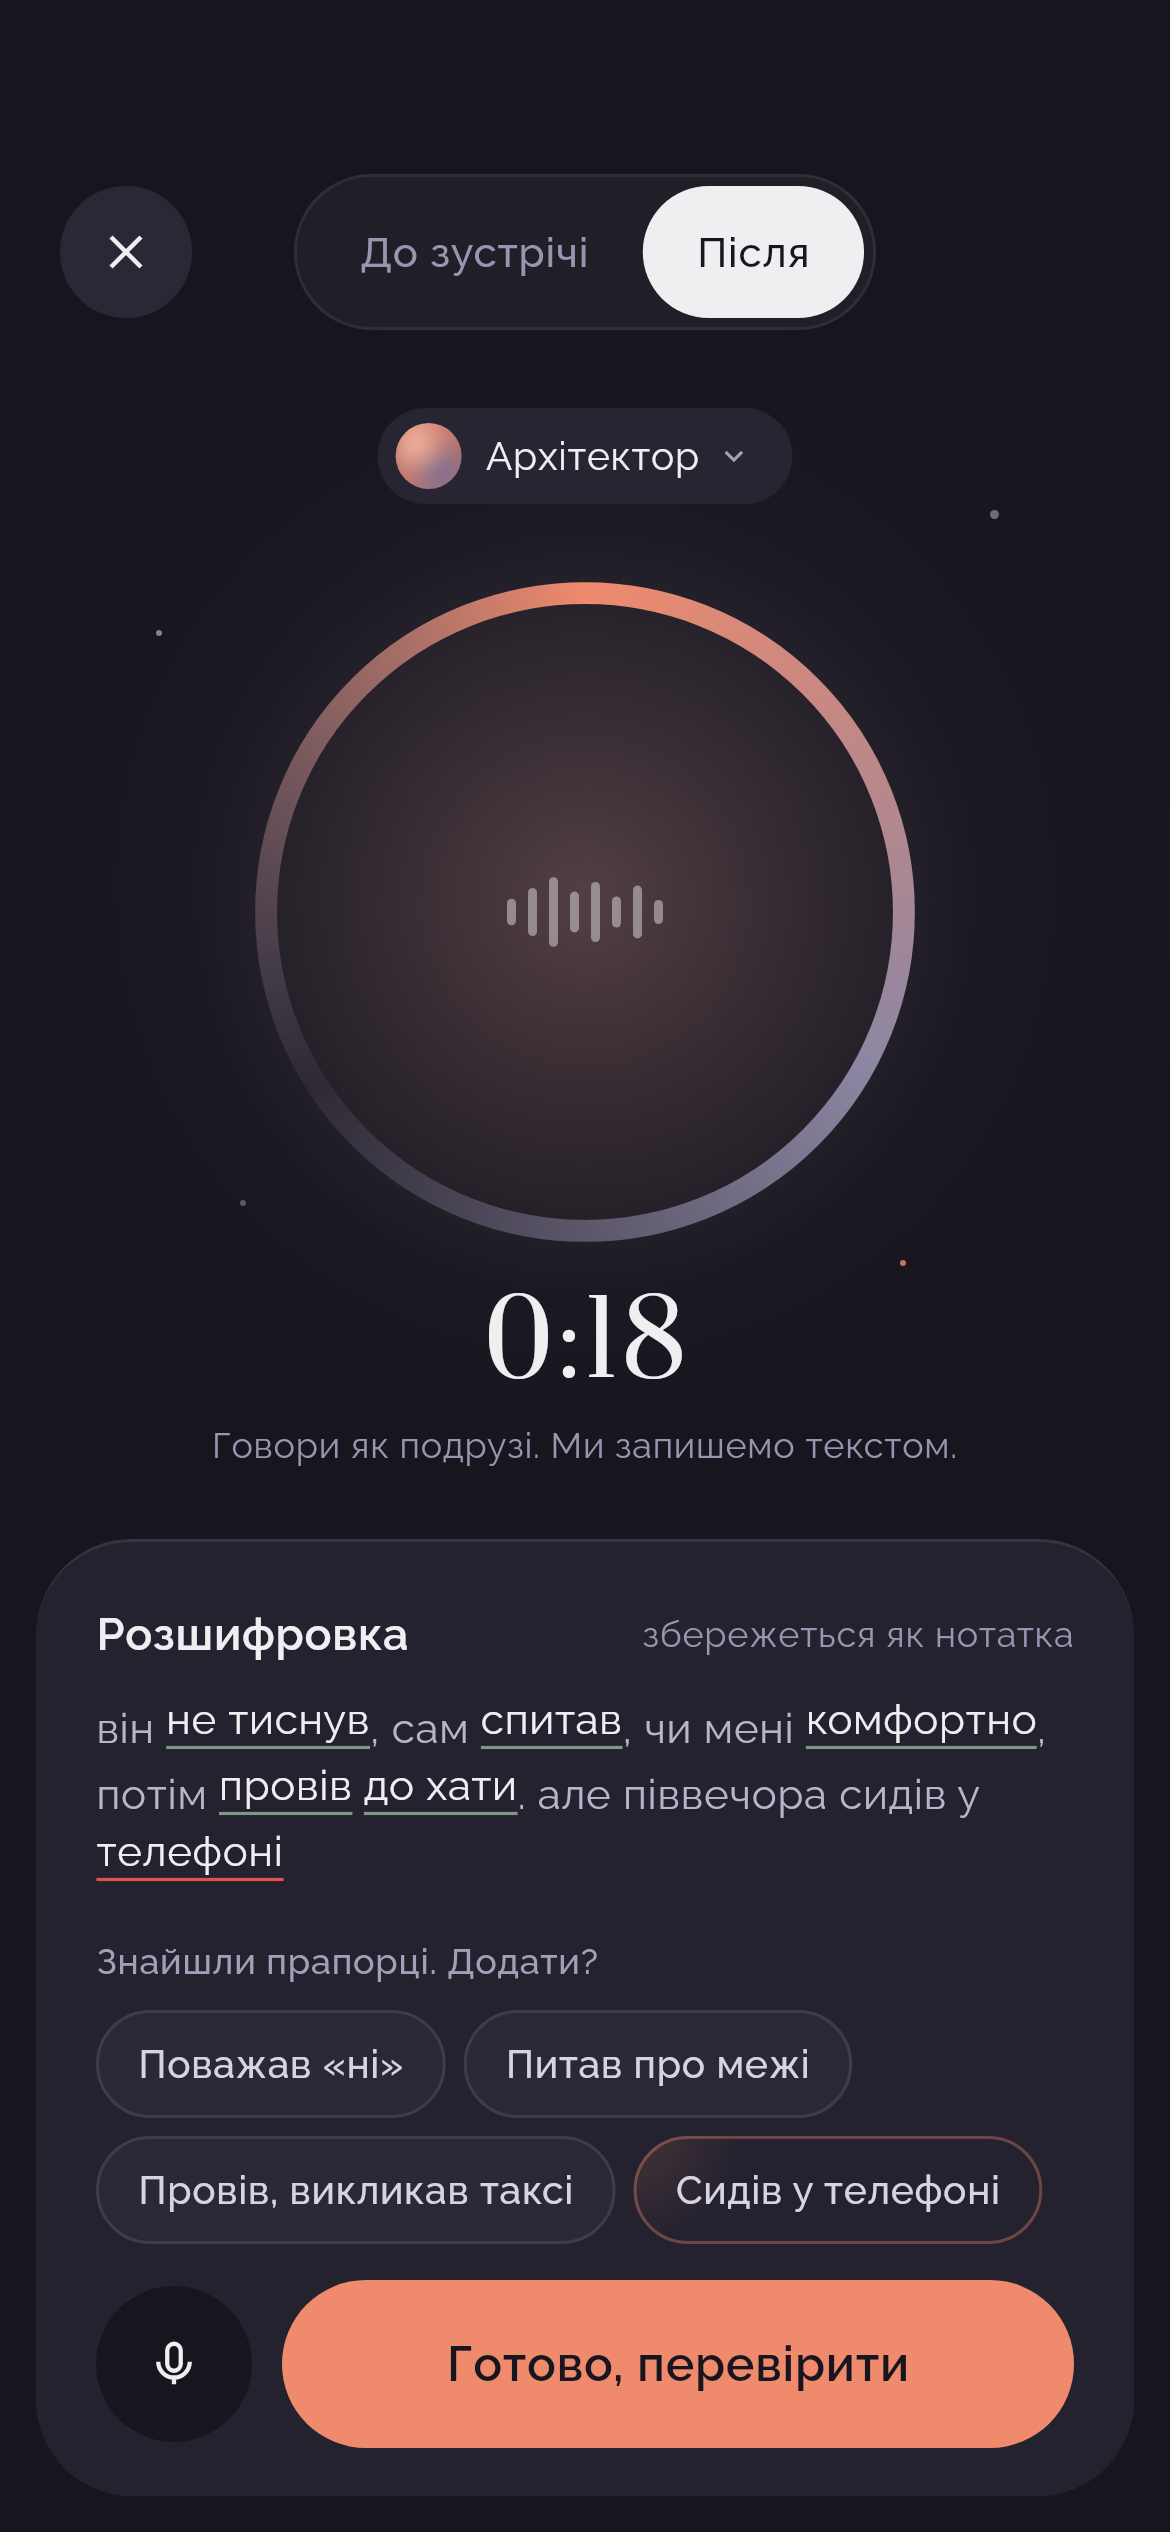 До зустрічі
Після
Архітектор
0:18
Говори як подрузі. Ми запишемо текстом.
Розшифровка
збережеться як нотатка
він не тиснув, сам спитав, чи мені комфортно,
потім провів до хати. але піввечора сидів у
телефоні
Знайшли прапорці. Додати?
Поважав «ні»
Питав про межі
Провів, викликав таксі
Сидів у телефоні
Готово, перевірити